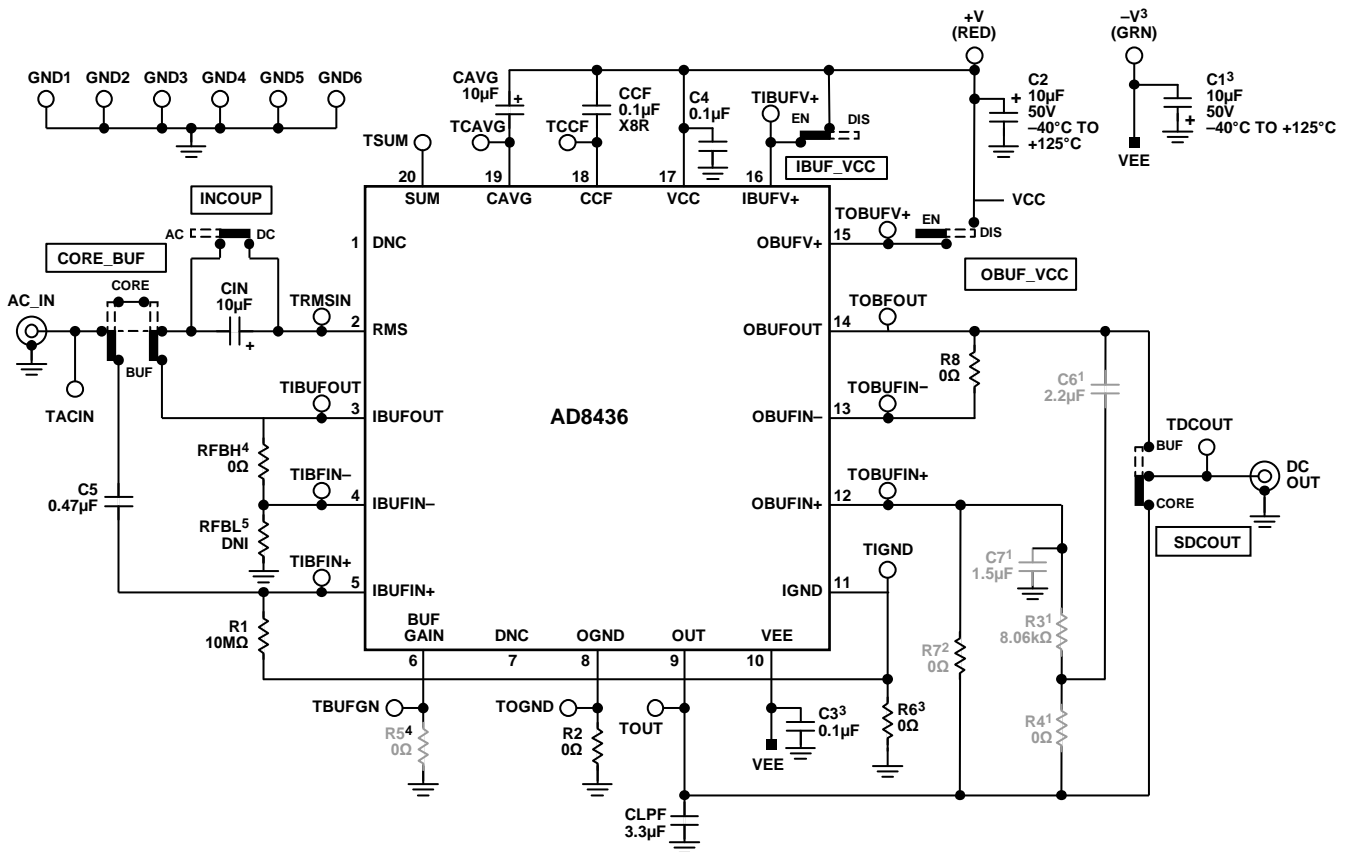 +V
(RED)
–V3
(GRN)
GND1 GND2 GND3 GND4 GND5 GND6
CAVG
10µF
+
CCF
0.1µF
X8R
C4
0.1µF
TIBUFV+
EN
DIS
+
C2
10µF
50V
–40°C TO
+125°C
C13
10µF
50V
–40°C TO +125°C
+
VEE
TSUM
TCAVG
TCCF
IBUF_VCC
20
SUM
19
CAVG
18
CCF
17
VCC
16
IBUFV+
VCC
INCOUP
AC
DC
1
DNC
TOBUFV+
EN
DIS
15
OBUFV+
OBUF_VCC
CORE_BUF
CORE
BUF
AC_IN
CIN
10µF
+
TRMSIN
2
RMS
TOBFOUT
OBUFOUT
14
TACIN
TIBUFOUT
3
IBUFOUT
AD8436
R8
0Ω
TOBUFIN–
OBUFIN–
13
C61
2.2µF
TDCOUT
BUF
DC
OUT
CORE
SDCOUT
RFBH4
0Ω
TIBFIN–
4
IBUFIN–
TOBUFIN+
OBUFIN+
12
C5
0.47µF
RFBL5
DNI
TIBFIN+
5
IBUFIN+
TIGND
IGND
11
C71
1.5µF
R1
10MΩ
BUF
GAIN
6
DNC
7
OGND
8
OUT
9
VEE
10
R72
0Ω
R31
8.06kΩ
TBUFGN
R54
0Ω
TOGND
R2
0Ω
TOUT
C33
0.1µF
VEE
R63
0Ω
R41
0Ω
CLPF
3.3µF